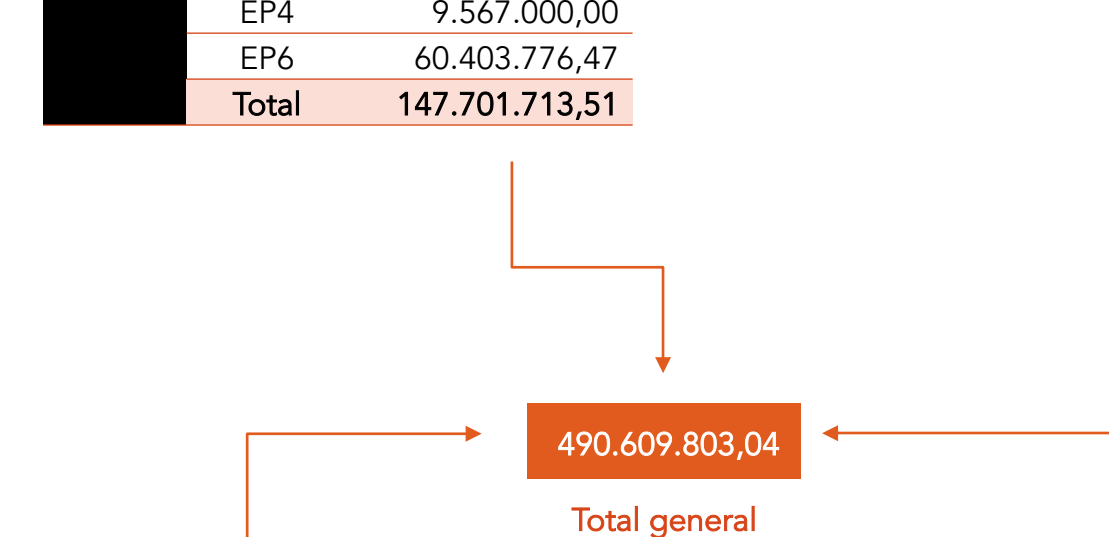 EP4 9.567.000,00
EP6 60.403.776,47
Total 147.701.713,51
490.609.803,04
Total general